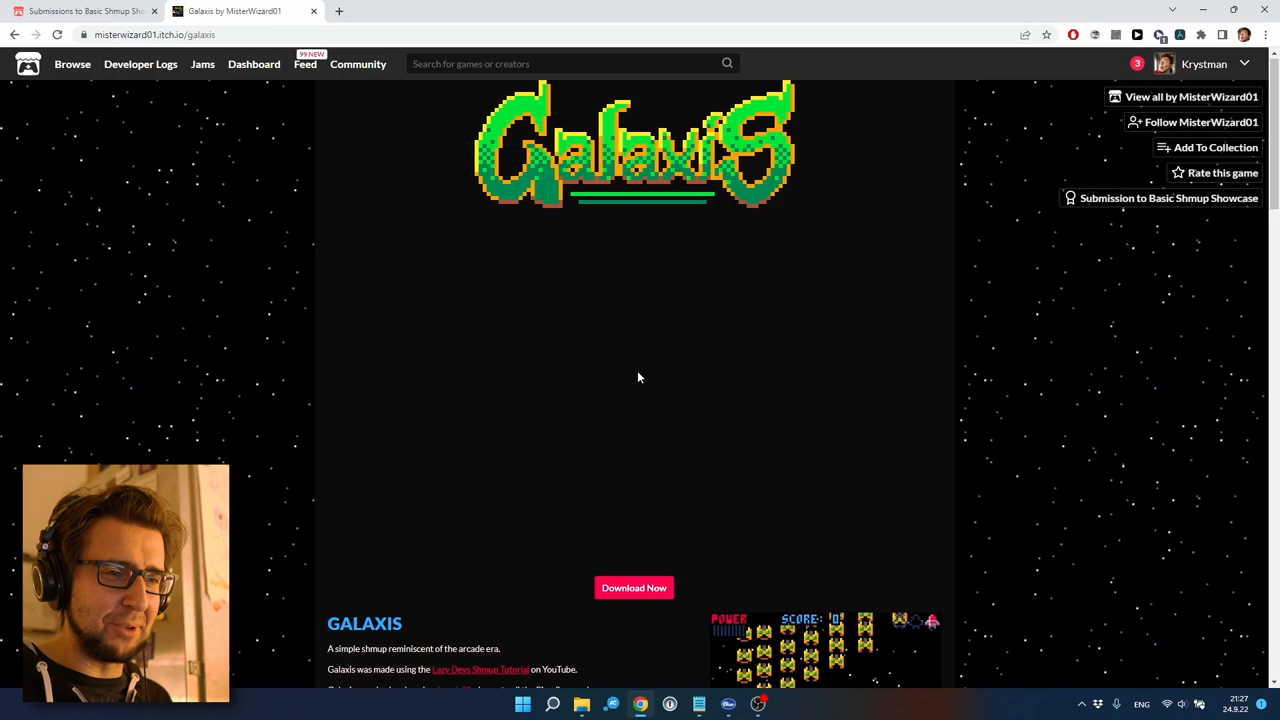 Submissions to Basic Shmup Sho
Galaxis by MisterWizard01
misterwizard01.itch.io/galaxis
1
99 NEW
Browse
Developer Logs
Jams
Dashboard
Feed
Community
Search for games or creators
3
Krystman
View all by MisterWizard01
Follow MisterWizard01
Add To Collection
Rate this game
Submission to Basic Shmup Showcase
Galaxis
Download Now
GALAXIS
A simple shmup reminiscent of the arcade era.
Galaxis was made using the Lazy Devs Shmup Tutorial on YouTube.
POWER
SCORE: 0
ENG
21:27
24.9.22